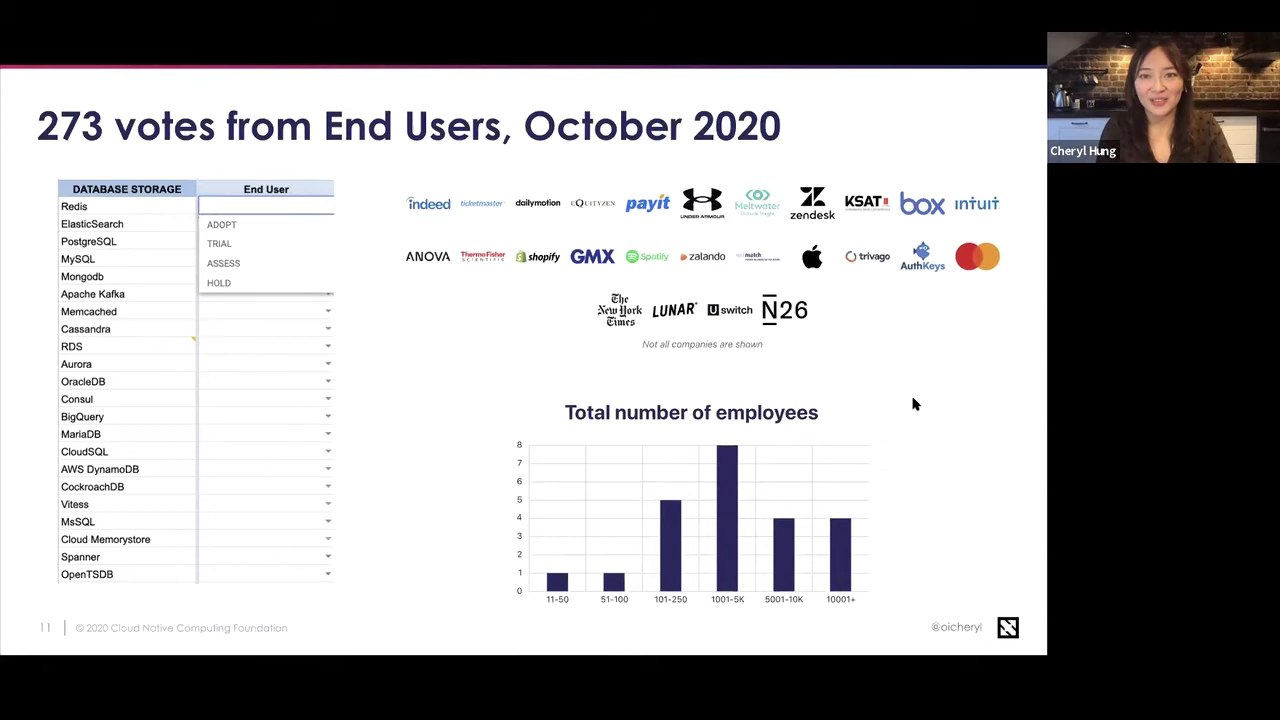 273 votes from End Users, October 2020
Cheryl Hung
DATABASE STORAGE End User
Redis
ElasticSearch
PostgreSQL
MySQL
Mongodb
Apache Kafka
Memcached
Cassandra
RDS
Aurora
OracleDB
Consul
BigQuery
MariaDB
CloudSQL
AWS DynamoDB
CockroachDB
Vitess
MsSQL
Cloud Memorystore
Spanner
OpenTSDB
ADOPT
TRIAL
ASSESS
HOLD
indeed ticketmaster dailymotion EQUITYZEN payit UNDER ARMOUR Meltwater Outside Insight zendesk KSAT box intuit
ANOVA ThermoFisher SCIENTIFIC shopify GMX Spotify zalando match trivago AuthKeys
The New York Times LUNAR Uswitch N26
Not all companies are shown
Total number of employees
8
7
6
5
4
3
2
1
0
11-50 51-100 101-250 1001-5K 5001-10K 10001+
11 © 2020 Cloud Native Computing Foundation
@oicheryl